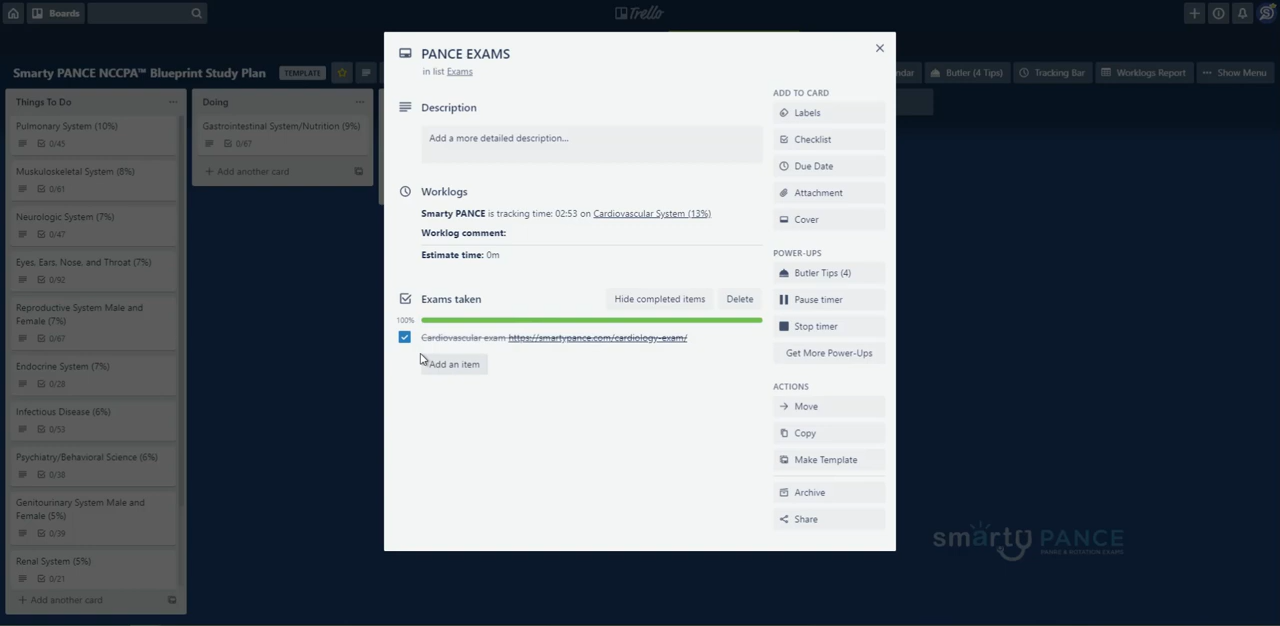 Boards
Trello
Smarty PANCE NCCPA™ Blueprint Study Plan
TEMPLATE
Butler (4 Tips)
Tracking Bar
Worklogs Report
Show Menu
Things To Do
Pulmonary System (10%)
0/45
Muskuloskeletal System (8%)
0/61
Neurologic System (7%)
0/47
Eyes, Ears, Nose, and Throat (7%)
0/92
Reproductive System Male and
Female (7%)
0/67
Endocrine System (7%)
0/28
Infectious Disease (6%)
0/53
Psychiatry/Behavioral Science (6%)
0/38
Genitourinary System Male and
Female (5%)
0/39
Renal System (5%)
0/21
Add another card
Doing
Gastrointestinal System/Nutrition (9%)
0/67
Add another card
PANCE EXAMS
in list Exams
Description
Add a more detailed description...
Worklogs
Smarty PANCE is tracking time: 02:53 on Cardiovascular System (13%)
Worklog comment:
Estimate time: 0m
Exams taken
Hide completed items
Delete
100%
Cardiovascular exam https://smartypance.com/cardiology-exam/
Add an item
ADD TO CARD
Labels
Checklist
Due Date
Attachment
Cover
POWER-UPS
Butler Tips (4)
Pause timer
Stop timer
Get More Power-Ups
ACTIONS
Move
Copy
Make Template
Archive
Share
smarty PANCE